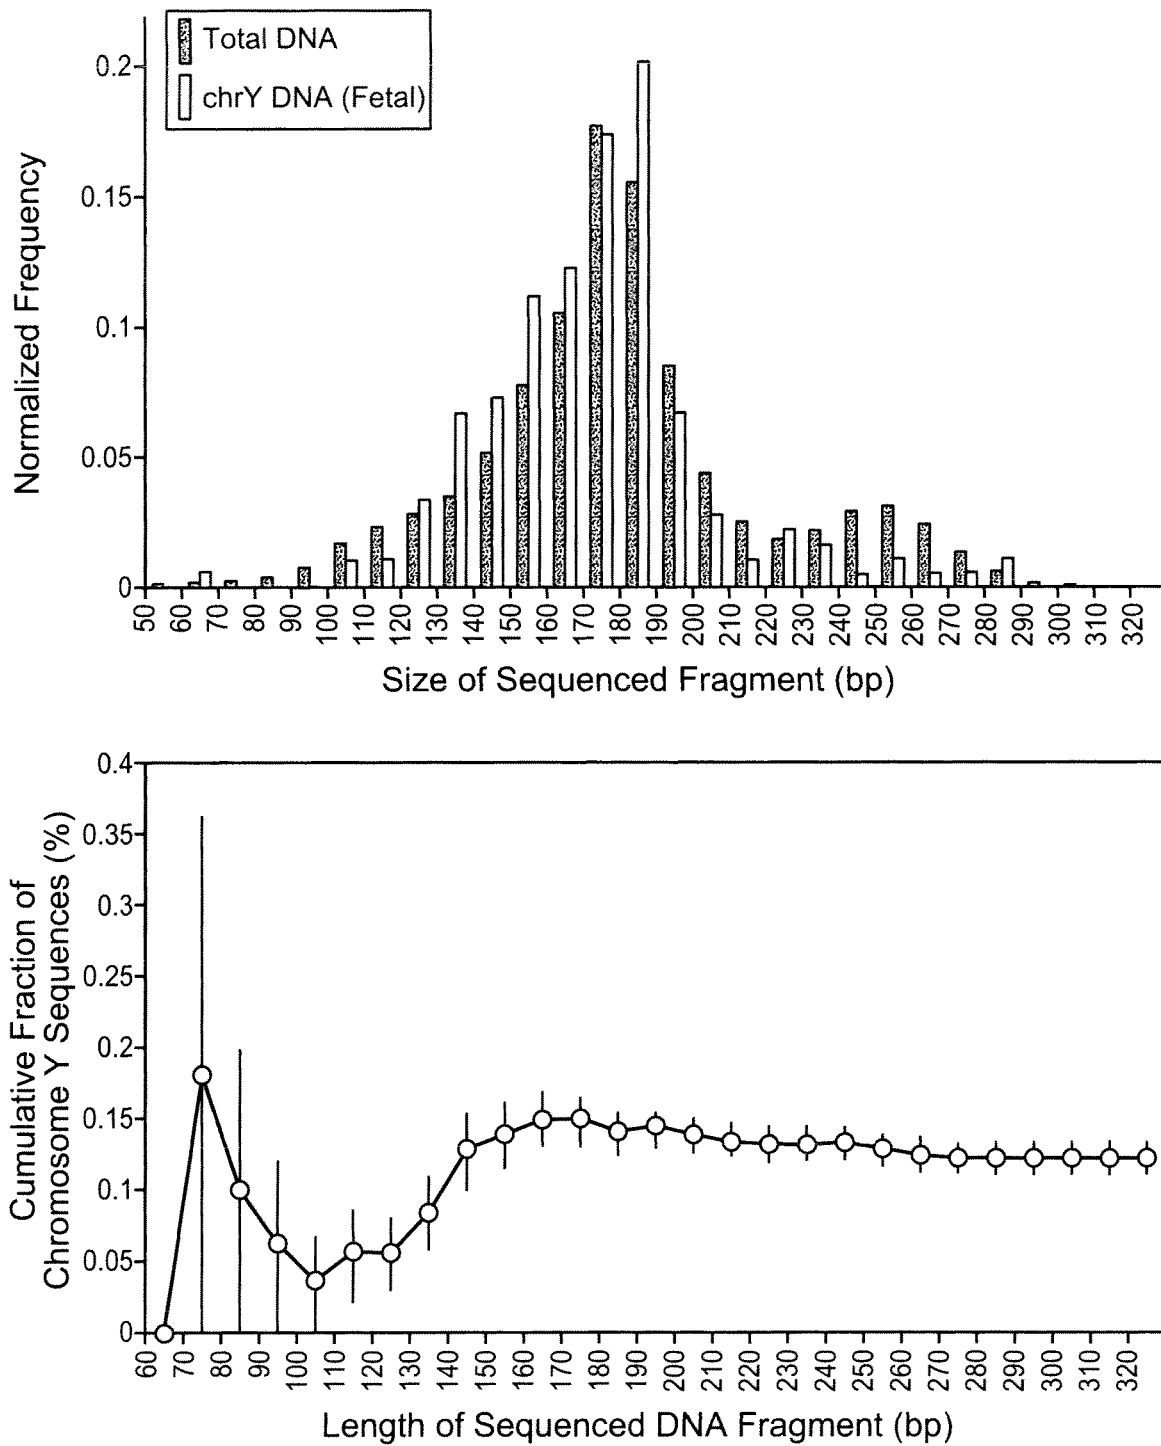 Total DNA
chrY DNA (Fetal)
Normalized Frequency
0.2
0.15
0.1
0.05
0
50 60 70 80 90 100 110 120 130 140 150 160 170 180 190 200 210 220 230 240 250 260 270 280 290 300 310 320
Size of Sequenced Fragment (bp)
Cumulative Fraction of
Chromosome Y Sequences (%)
0.4
0.35
0.3
0.25
0.2
0.15
0.1
0.05
0
60 70 80 90 100 110 120 130 140 150 160 170 180 190 200 210 220 230 240 250 260 270 280 290 300 310 320
Length of Sequenced DNA Fragment (bp)